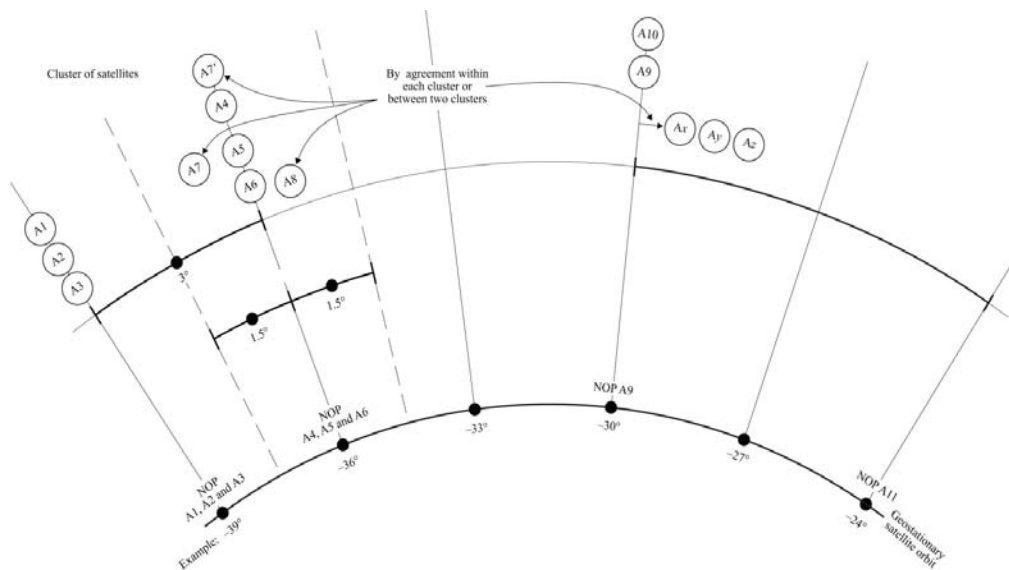 Cluster of satellites
A7'
A4
A5
A6
A7
A8
By agreement within
each cluster or
between two clusters
A10
A9
Ax
Ay
Az
A1
A2
A3
3°
1.5°
1.5°
NOP
A1, A2 and A3
NOP
A4, A5 and A6
NOP A9
NOP A11
Example: –39°
–36°
–33°
–30°
–27°
–24°
Geostationary
satellite orbit